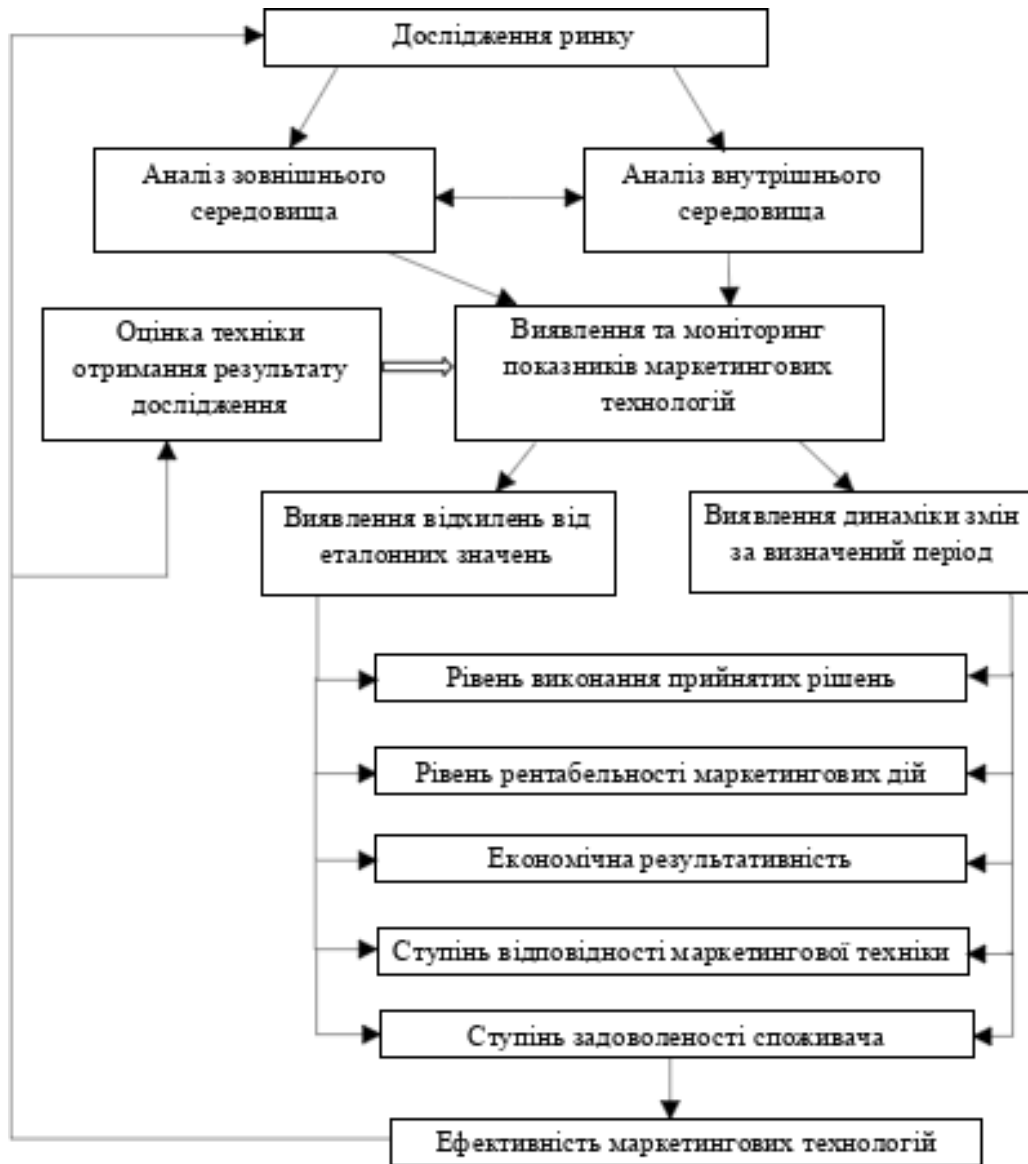 Дослідження ринку
Аналіз зовнішнього
середовища
Аналіз внутрішнього
середовища
Оцінка техніки
отримання результату
дослідження
Виявлення та моніторинг
показників маркетингових
технологій
Виявлення відхилень від
еталонних значень
Виявлення динаміки змін
за визначений період
Рівень виконання прийнятих рішень
Рівень рентабельності маркетингових дій
Економічна результативність
Ступінь відповідності маркетингової техніки
Ступінь задоволеності споживача
Ефективність маркетингових технологій